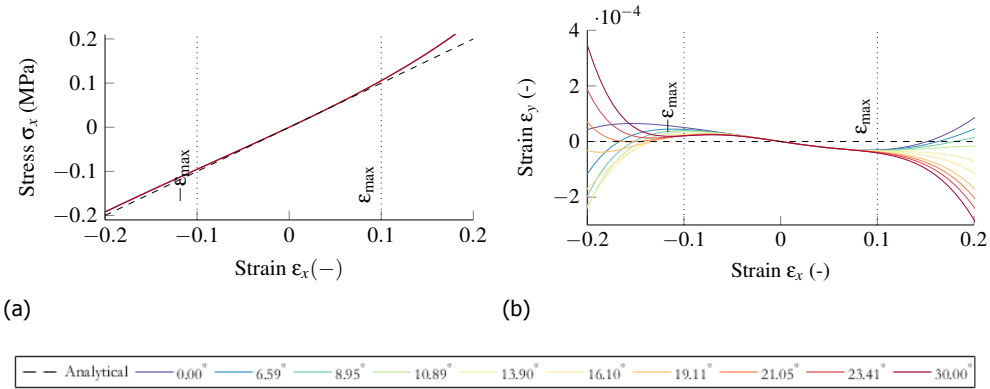 0.2
0.1
0
−0.1
−0.2
−0.2
−0.1
0
0.1
0.2
Stress σx (MPa)
Strain εx(−)
−εmax
εmax
(a)
·10−4
4
2
0
−2
−0.2
−0.1
0
0.1
0.2
Strain εy (-)
Strain εx (-)
−εmax
εmax
(b)
Analytical 0.00° 6.59° 8.95° 10.89° 13.90° 16.10° 19.11° 21.05° 23.41° 30.00°